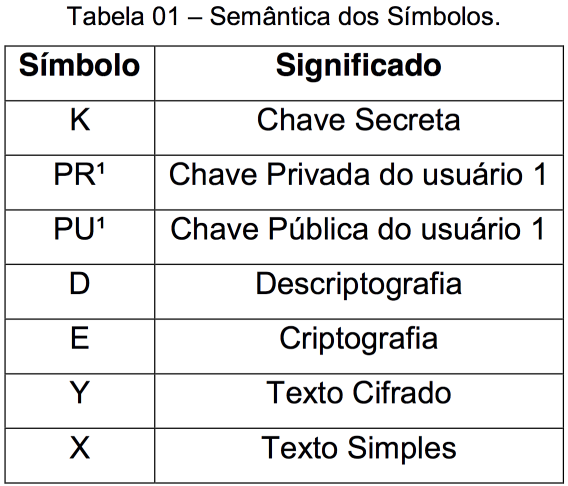 Tabela 01 – Semântica dos Símbolos.
Símbolo Significado
K Chave Secreta
PR¹ Chave Privada do usuário 1
PU¹ Chave Pública do usuário 1
D Descriptografia
E Criptografia
Y Texto Cifrado
X Texto Simples